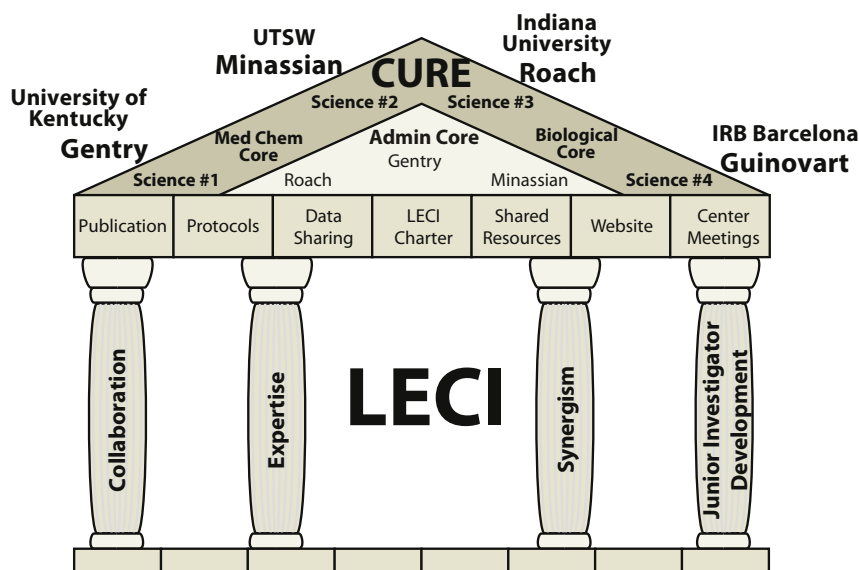 UTSW
Minassian
Indiana
University
Roach
CURE
University of
Kentucky
Gentry
IRB Barcelona
Guinovart
Science #2
Science #3
Med Chem
Core
Admin Core
Gentry
Biological
Core
Science #1
Roach
Minassian
Science #4
Publication
Protocols
Data
Sharing
LECI
Charter
Shared
Resources
Website
Center
Meetings
Collaboration
Expertise
LECI
Synergism
Junior Investigator
Development